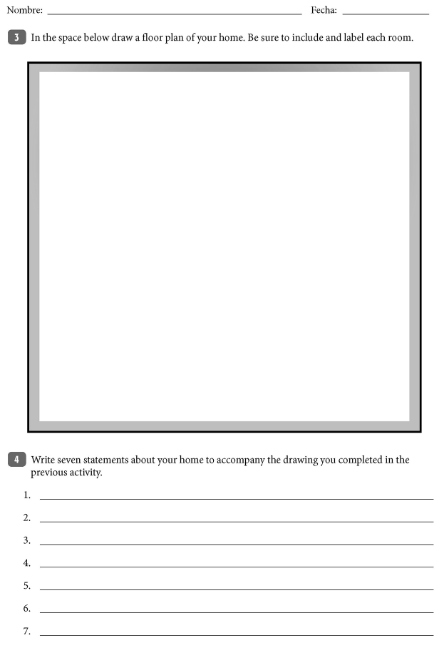 Nombre: Fecha:
3 In the space below draw a floor plan of your home. Be sure to include and label each room.
4 Write seven statements about your home to accompany the drawing you completed in the
previous activity.
1.
2.
3.
4.
5.
6.
7.